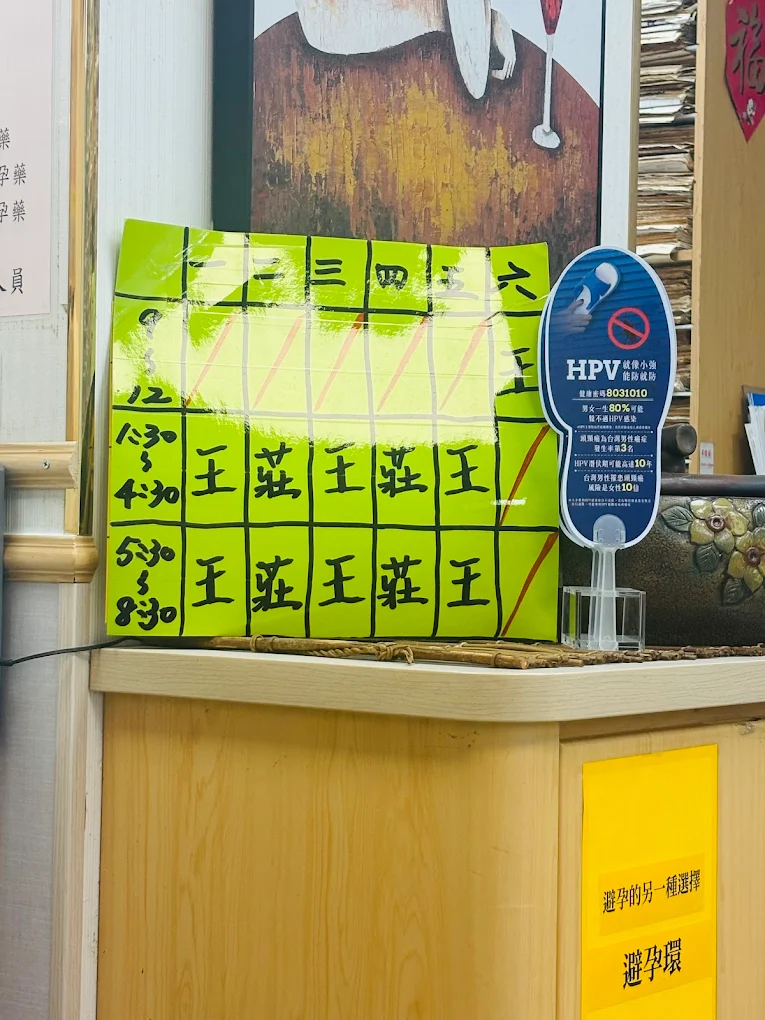 藥
孕藥
孕藥
人員
福
一 二 三 四 五 六
9
~
12 王
1:30
~
4:30 王 莊 王 莊 王
5:30
~
8:30 王 莊 王 莊 王
HPV 就像小強
能防就防
健康密碼8031010
男女一生80%可能
躲不過HPV感染
頭頸癌為台灣男性癌症
發生率第3名
HPV潛伏期可能高達10年
台灣男性罹患頭頸癌
風險是女性10倍
避孕的另一種選擇
避孕環